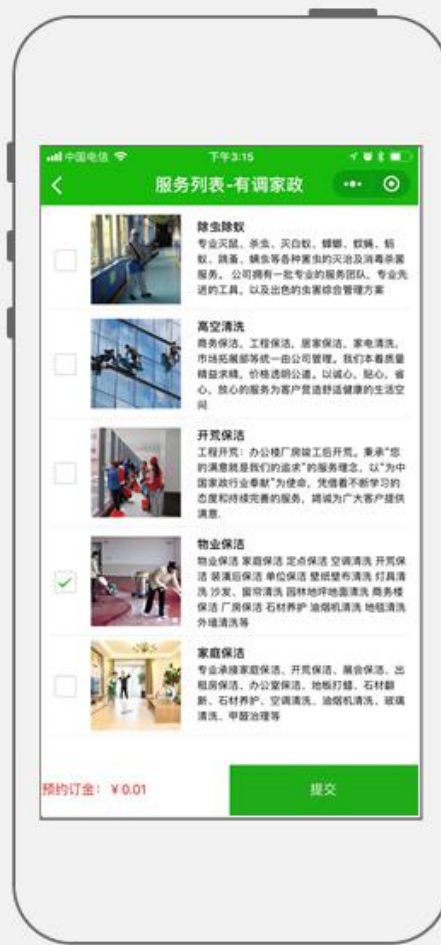 中国电信 下午3:15
服务列表-有调家政
除虫除蚁
专业灭鼠、杀虫、灭白蚁、蟑螂、蚊蝇、蚂
蚁、跳蚤、螨虫等各种害虫的灭治及消毒杀菌
服务。公司拥有一批专业的服务团队、专业先
进的工具，以及出色的虫害综合管理方案
高空清洗
商务保洁、工程保洁、居家保洁、家电清洗，
市场拓展部等统一由公司管理。我们本着质量
精益求精，价格透明公道。以诚心，贴心，省
心，放心的服务为客户营造舒适健康的生活空
间
开荒保洁
工程开荒：办公楼厂房竣工后开荒。秉承“您
的满意就是我们的追求”的服务理念，以“为中
国家政行业奉献”为使命，凭借着不断学习的
态度和持续完善的服务，竭诚为广大客户提供
满意.
物业保洁
物业保洁 家庭保洁 定点保洁 空调清洗 开荒保
洁 装潢后保洁 单位保洁 壁纸壁布清洗 灯具清
洗 沙发、窗帘清洗 园林地坪地面清洗 商务楼
保洁 厂房保洁 石材养护 油烟机清洗 地毯清洗
外墙清洗等
家庭保洁
专业承接家庭保洁、开荒保洁、展会保洁、出
租房保洁、办公室保洁、地板打蜡、石材翻
新、石材养护、空调清洗、油烟机清洗、玻璃
清洗、甲醛治理等
预约订金：￥0.01 提交